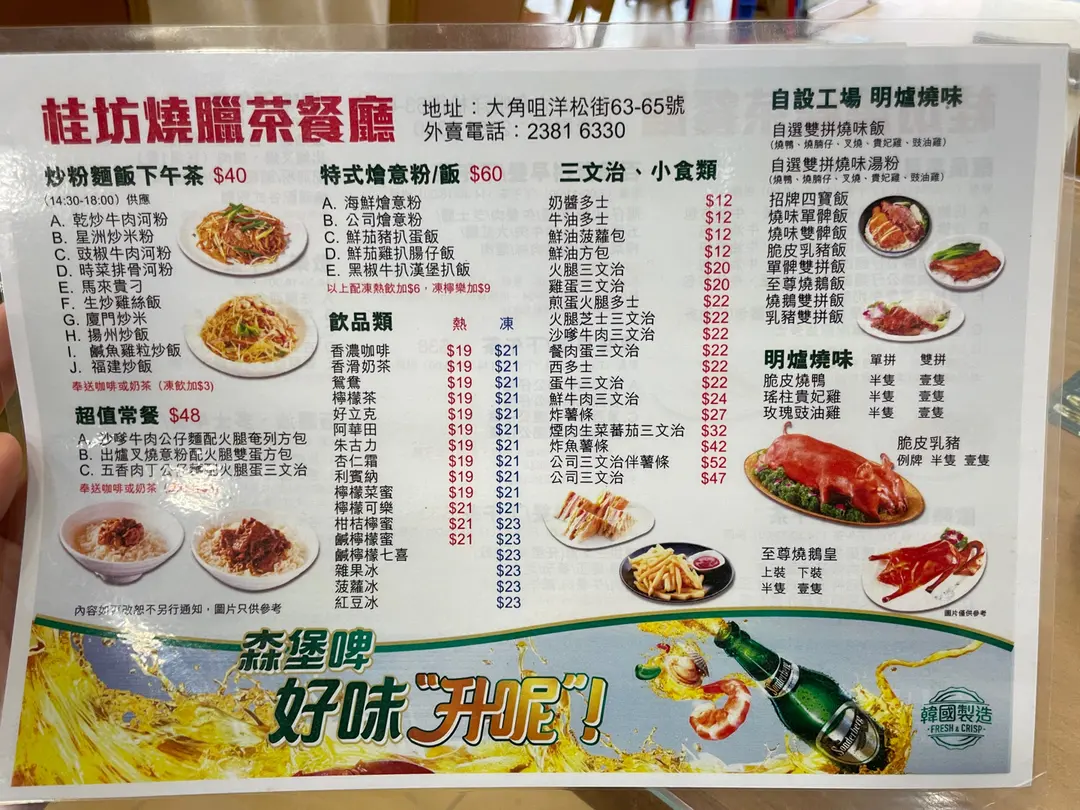 桂坊燒臘茶餐廳
地址：大角咀洋松街63-65號
外賣電話：2381 6330
炒粉麵飯下午茶 $40
(14:30-18:00) 供應
A. 乾炒牛肉河粉
B. 星洲炒米粉
C. 豉椒牛肉河粉
D. 時菜排骨河粉
E. 馬來貴刁
F. 生炒雞絲飯
G. 廈門炒米
H. 揚州炒飯
I. 鹹魚雞粒炒飯
J. 福建炒飯
奉送咖啡或奶茶（凍飲加$3）
超值常餐 $48
A. 沙嗲牛肉公仔麵配火腿奄列方包
B. 出爐叉燒意粉配火腿雙蛋方包
C. 五香肉丁公仔麵配火腿蛋三文治
奉送咖啡或奶茶
內容如有改恕不另行通知，圖片只供參考
特式燴意粉/飯 $60
A. 海鮮燴意粉
B. 公司燴意粉
C. 鮮茄豬扒蛋飯
D. 鮮茄雞扒腸仔飯
E. 黑椒牛扒漢堡扒飯
以上配凍熱飲加$6，凍檸樂加$9
飲品類 熱 凍
香濃咖啡 $19 $21
香滑奶茶 $19 $21
鴛鴦 $19 $21
檸檬茶 $19 $21
好立克 $19 $21
阿華田 $19 $21
朱古力 $19 $21
杏仁霜 $19 $21
利賓納 $19 $21
檸檬菜蜜 $19 $21
檸檬可樂 $21 $21
柑桔檸蜜 $21 $23
鹹檸檬蜜 $21 $23
鹹檸檬七喜 $23
雜果冰 $23
菠蘿冰 $23
紅豆冰 $23
三文治、小食類
奶醬多士 $12
牛油多士 $12
鮮油菠蘿包 $12
鮮油方包 $12
火腿三文治 $20
雞蛋三文治 $20
煎蛋火腿多士 $22
火腿芝士三文治 $22
沙嗲牛肉三文治 $22
餐肉蛋三文治 $22
西多士 $22
蛋牛三文治 $22
鮮牛肉三文治 $24
炸薯條 $27
煙肉生菜蕃茄三文治 $32
炸魚薯條 $42
公司三文治伴薯條 $52
公司三文治 $47
自設工場 明爐燒味
自選雙拼燒味飯
（燒鴨、燒腩仔、叉燒、貴妃雞、豉油雞）
自選雙拼燒味湯粉
（燒鴨、燒腩仔、叉燒、貴妃雞、豉油雞）
招牌四寶飯
燒味單髀飯
燒味雙髀飯
脆皮乳豬飯
單髀雙拼飯
至尊燒鵝飯
燒鵝雙拼飯
乳豬雙拼飯
明爐燒味 單拼 雙拼
脆皮燒鴨 半隻 壹隻
瑤柱貴妃雞 半隻 壹隻
玫瑰豉油雞 半隻 壹隻
脆皮乳豬
例牌 半隻 壹隻
至尊燒鵝皇
上裝 下裝
半隻 壹隻
圖片僅供參考
森堡啤
好味“升呢”！
Sonderberg
韓國製造
FRESH & CRISP